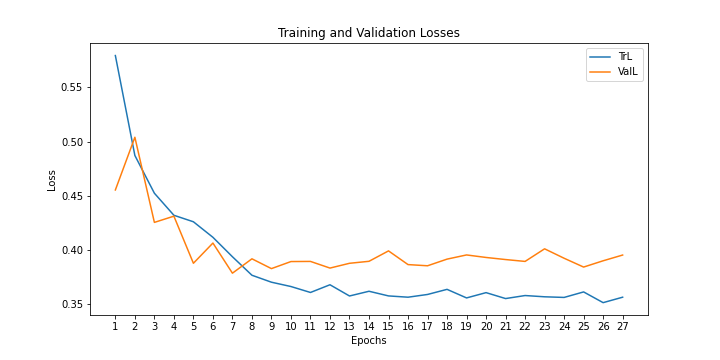 Training and Validation Losses
TrL
ValL
Loss
0.55
0.50
0.45
0.40
0.35
1 2 3 4 5 6 7 8 9 10 11 12 13 14 15 16 17 18 19 20 21 22 23 24 25 26 27
Epochs